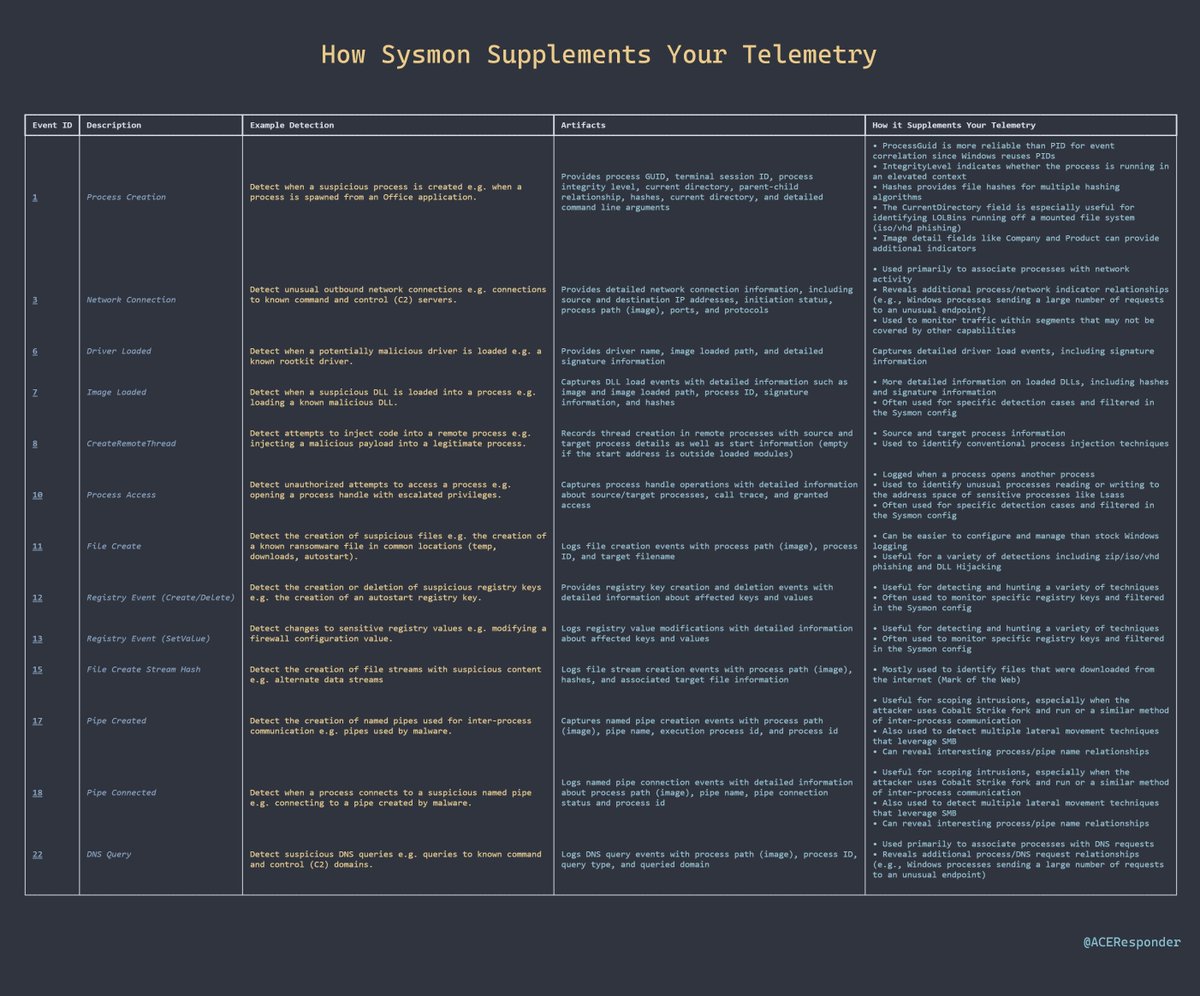 How Sysmon Supplements Your Telemetry
Event ID
Description
Example Detection
Artifacts
How it Supplements Your Telemetry
1
Process Creation
Detect when a suspicious process is created e.g. when a
process is spawned from an Office application.
Provides process GUID, terminal session ID, process
integrity level, current directory, parent-child
relationship, hashes, current directory, and detailed
command line arguments
• ProcessGuid is more reliable than PID for event
correlation since Windows reuses PIDs
• IntegrityLevel indicates whether the process is running in
an elevated context
• Hashes provides file hashes for multiple hashing
algorithms
• The CurrentDirectory field is especially useful for
identifying LOLBins running off a mounted file system
(iso/vhd phishing)
• Image detail fields like Company and Product can provide
additional indicators
3
Network Connection
Detect unusual outbound network connections e.g. connections
to known command and control (C2) servers.
Provides detailed network connection information, including
source and destination IP addresses, initiation status,
process path (image), ports, and protocols
• Used primarily to associate processes with network
activity
• Reveals additional process/network indicator relationships
(e.g., Windows processes sending a large number of requests
to an unusual endpoint)
• Used to monitor traffic within segments that may not be
covered by other capabilities
6
Driver Loaded
Detect when a potentially malicious driver is loaded e.g. a
known rootkit driver.
Provides driver name, image loaded path, and detailed
signature information
Captures detailed driver load events, including signature
information
7
Image Loaded
Detect when a suspicious DLL is loaded into a process e.g.
loading a known malicious DLL.
Captures DLL load events with detailed information such as
image and image loaded path, process ID, signature
information, and hashes
• More detailed information on loaded DLLs, including hashes
and signature information
• Often used for specific detection cases and filtered in
the Sysmon config
8
CreateRemoteThread
Detect attempts to inject code into a remote process e.g.
injecting a malicious payload into a legitimate process.
Records thread creation in remote processes with source and
target process details as well as start information (empty
if the start address is outside loaded modules)
• Source and target process information
• Used to identify conventional process injection techniques
10
Process Access
Detect unauthorized attempts to access a process e.g.
opening a process handle with escalated privileges.
Captures process handle operations with detailed information
about source/target processes, call trace, and granted
access
• Logged when a process opens another process
• Used to identify unusual processes reading or writing to
the address space of sensitive processes like Lsass
• Often used for specific detection cases and filtered in
the Sysmon config
11
File Create
Detect the creation of suspicious files e.g. the creation of
a known ransomware file in common locations (temp,
downloads, autostart).
Logs file creation events with process path (image), process
ID, and target filename
• Can be easier to configure and manage than stock Windows
logging
• Useful for a variety of detections including zip/iso/vhd
phishing and DLL Hijacking
12
Registry Event (Create/Delete)
Detect the creation or deletion of suspicious registry keys
e.g. the creation of an autostart registry key.
Provides registry key creation and deletion events with
detailed information about affected keys and values
• Useful for detecting and hunting a variety of techniques
• Often used to monitor specific registry keys and filtered
in the Sysmon config
13
Registry Event (SetValue)
Detect changes to sensitive registry values e.g. modifying a
firewall configuration value.
Logs registry value modifications with detailed information
about affected keys and values
• Useful for detecting and hunting a variety of techniques
• Often used to monitor specific registry keys and filtered
in the Sysmon config
15
File Create Stream Hash
Detect the creation of file streams with suspicious content
e.g. alternate data streams
Logs file stream creation events with process path (image),
hashes, and associated target file information
• Mostly used to identify files that were downloaded from
the internet (Mark of the Web)
17
Pipe Created
Detect the creation of named pipes used for inter-process
communication e.g. pipes used by malware.
Captures named pipe creation events with process path
(image), pipe name, execution process id, and process id
• Useful for scoping intrusions, especially when the
attacker uses Cobalt Strike fork and run or a similar method
of inter-process communication
• Also used to detect multiple lateral movement techniques
that leverage SMB
• Can reveal interesting process/pipe name relationships
18
Pipe Connected
Detect when a process connects to a suspicious named pipe
e.g. connecting to a pipe created by malware.
Logs named pipe connection events with detailed information
about process path (image), pipe name, pipe connection
status and process id
• Useful for scoping intrusions, especially when the
attacker uses Cobalt Strike fork and run or a similar method
of inter-process communication
• Also used to detect multiple lateral movement techniques
that leverage SMB
• Can reveal interesting process/pipe name relationships
22
DNS Query
Detect suspicious DNS queries e.g. queries to known command
and control (C2) domains.
Logs DNS query events with process path (image), process ID,
query type, and queried domain
• Used primarily to associate processes with DNS requests
• Reveals additional process/DNS request relationships
(e.g., Windows processes sending a large number of requests
to an unusual endpoint)
@ACEResponder